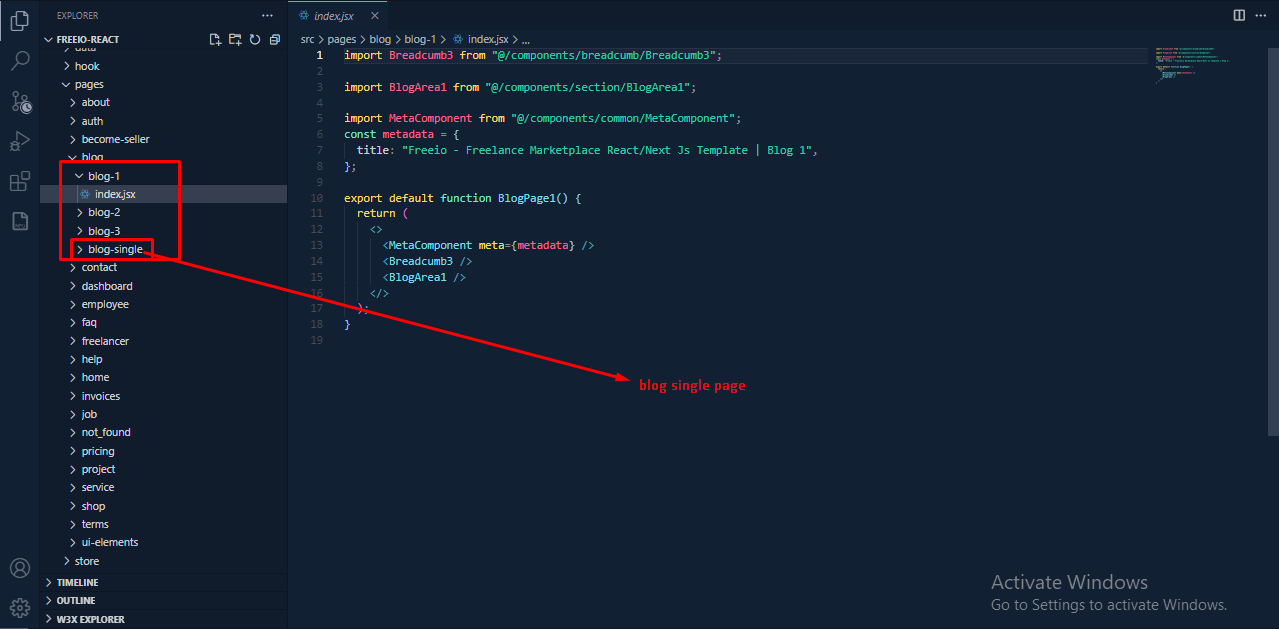 EXPLORER
FREEIO-REACT
data
hook
pages
about
auth
become-seller
blog
blog-1
index.jsx
blog-2
blog-3
blog-single
contact
dashboard
employee
faq
freelancer
help
home
invoices
job
not_found
pricing
project
service
shop
terms
ui-elements
store
TIMELINE
OUTLINE
W3X EXPLORER
index.jsx
src > pages > blog > blog-1 > index.jsx > ...
1 import Breadcumb3 from "@/components/breadcumb/Breadcumb3";
2
3 import BlogArea1 from "@/components/section/BlogArea1";
4
5 import MetaComponent from "@/components/common/MetaComponent";
6 const metadata = {
7 title: "Freeio - Freelance Marketplace React/Next Js Template | Blog 1",
8 };
9
10 export default function BlogPage1() {
11 return (
12 <>
13 <MetaComponent meta={metadata} />
14 <Breadcumb3 />
15 <BlogArea1 />
16 </>
17 );
18 }
19
blog single page
Activate Windows
Go to Settings to activate Windows.